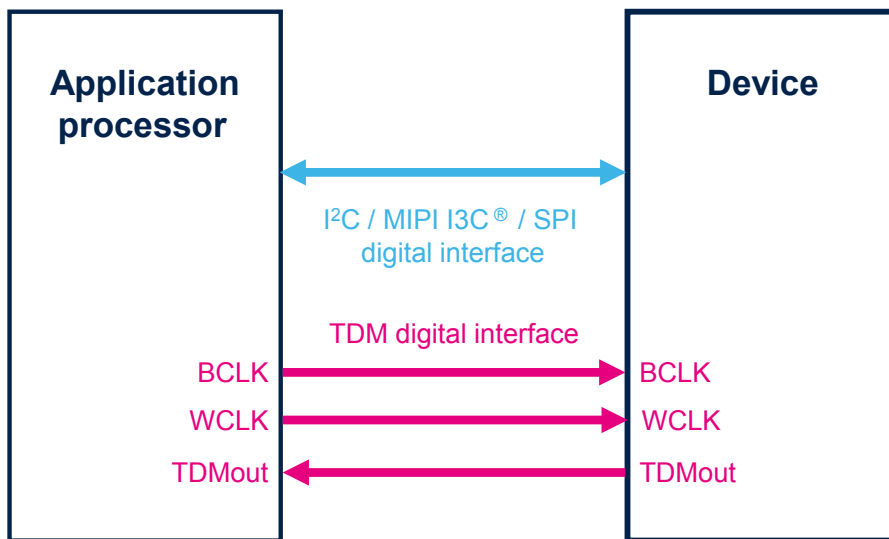 Application
processor
Device
I²C / MIPI I3C® / SPI
digital interface
TDM digital interface
BCLK
BCLK
WCLK
WCLK
TDMout
TDMout